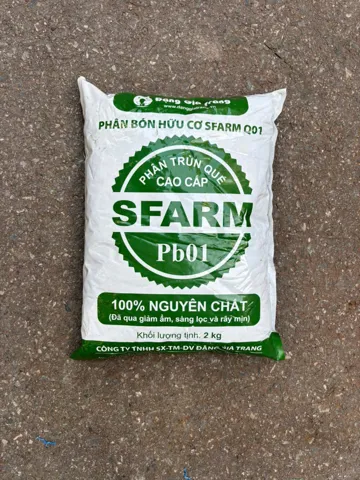 Đặng Gia Trang
PHÂN BÓN HỮU CƠ SFARM Q01
PHÂN TRÙN QUẾ
CAO CẤP
SFARM
Pb01
100% NGUYÊN CHẤT
(Đã qua giảm ẩm, sàng lọc và rây mịn)
Khối lượng tịnh: 2 kg
CÔNG TY TNHH SX-TM-DV ĐẶNG GIA TRANG